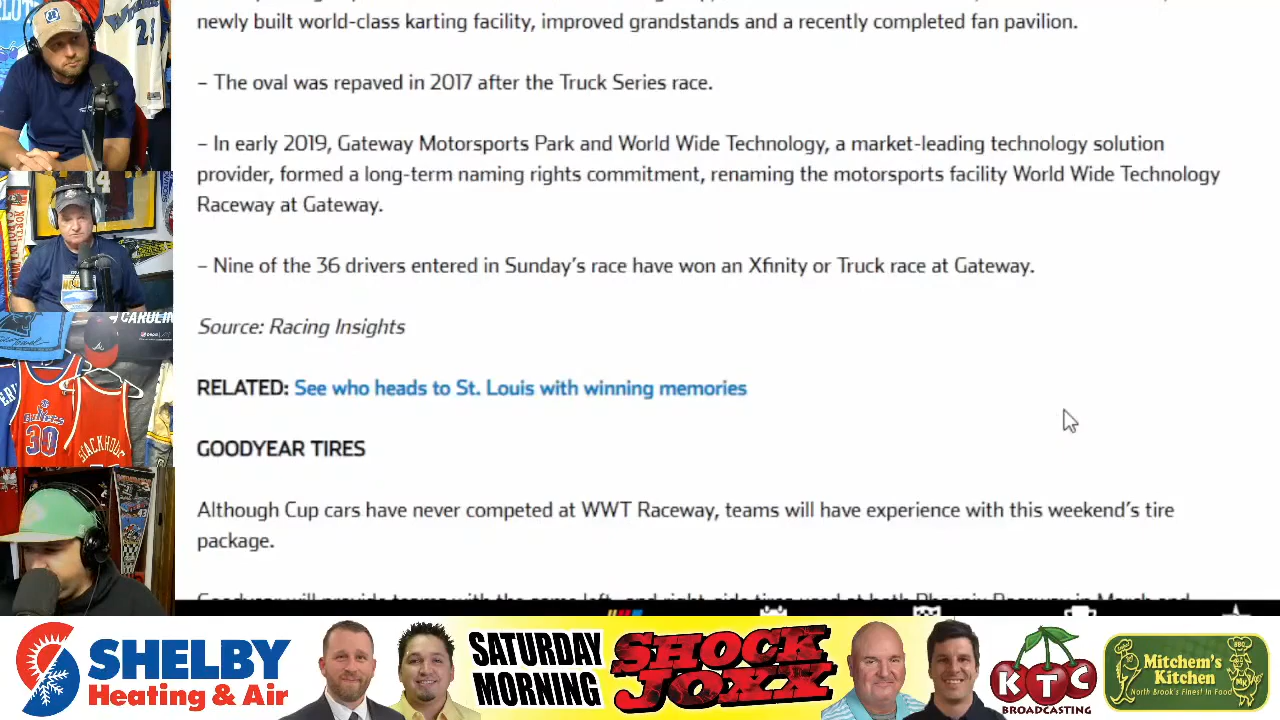 newly built world-class karting facility, improved grandstands and a recently completed fan pavilion.
– The oval was repaved in 2017 after the Truck Series race.
– In early 2019, Gateway Motorsports Park and World Wide Technology, a market-leading technology solution
provider, formed a long-term naming rights commitment, renaming the motorsports facility World Wide Technology
Raceway at Gateway.
– Nine of the 36 drivers entered in Sunday's race have won an Xfinity or Truck race at Gateway.
Source: Racing Insights
RELATED: See who heads to St. Louis with winning memories
GOODYEAR TIRES
Although Cup cars have never competed at WWT Raceway, teams will have experience with this weekend's tire
package.
30
STACKHOUSE
SHELBY
Heating & Air
SATURDAY
MORNING
SHOCK
JOXX
KTC
BROADCASTING
Mitchem's
Kitchen
North Brook's Finest in Food